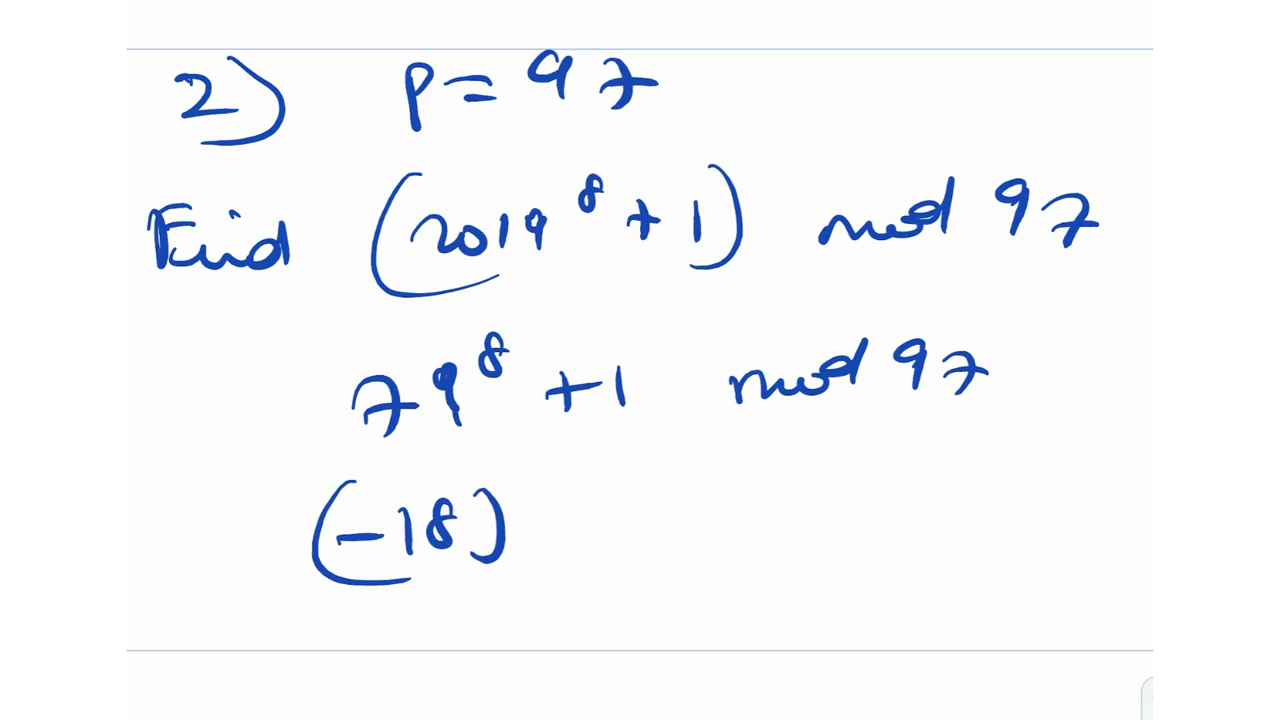 2) P = 97
Find (2019^8 + 1) mod 97
79^8 + 1 mod 97
(-18)